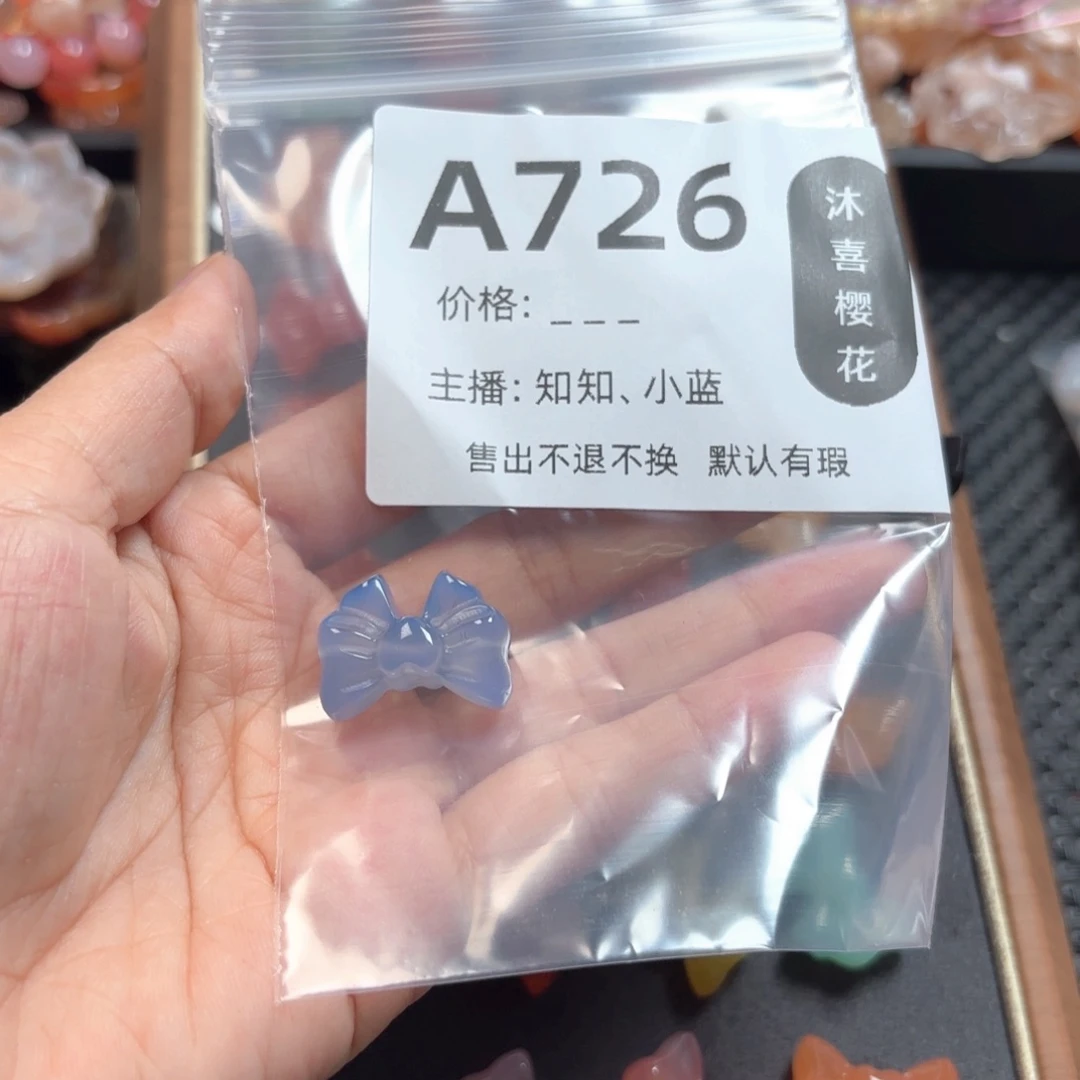 A726
价格: _ _ _
主播: 知知、小蓝
售出不退不换 默认有瑕
沐喜樱花